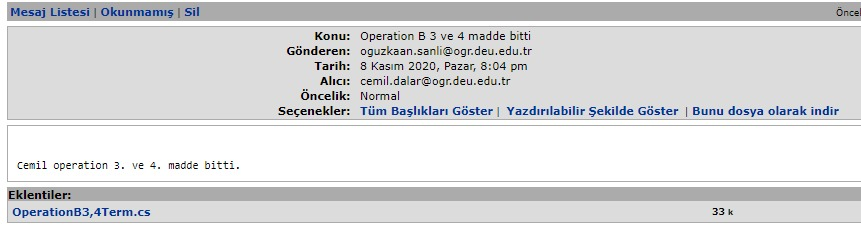 Mesaj Listesi | Okunmamış | Sil
Konu: Operation B 3 ve 4 madde bitti
Gönderen: oguzkaan.sanli@ogr.deu.edu.tr
Tarih: 8 Kasım 2020, Pazar, 8:04 pm
Alıcı: cemil.dalar@ogr.deu.edu.tr
Öncelik: Normal
Seçenekler: Tüm Başlıkları Göster | Yazdırılabilir Şekilde Göster | Bunu dosya olarak indir
Cemil operation 3. ve 4. madde bitti.
Eklentiler:
OperationB3,4Term.cs 33 k